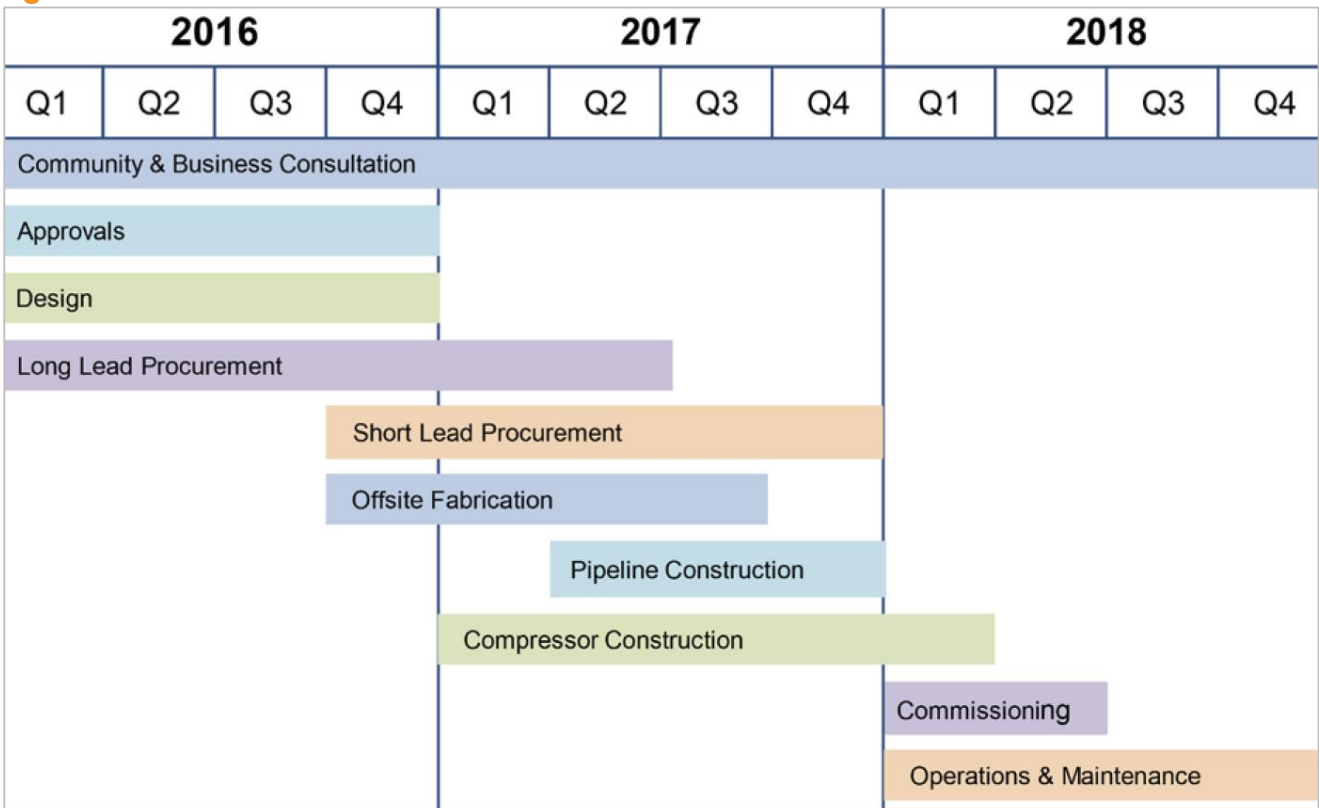 2016 2017 2018
Q1 Q2 Q3 Q4 Q1 Q2 Q3 Q4 Q1 Q2 Q3 Q4
Community & Business Consultation
Approvals
Design
Long Lead Procurement
Short Lead Procurement
Offsite Fabrication
Pipeline Construction
Compressor Construction
Commissioning
Operations & Maintenance